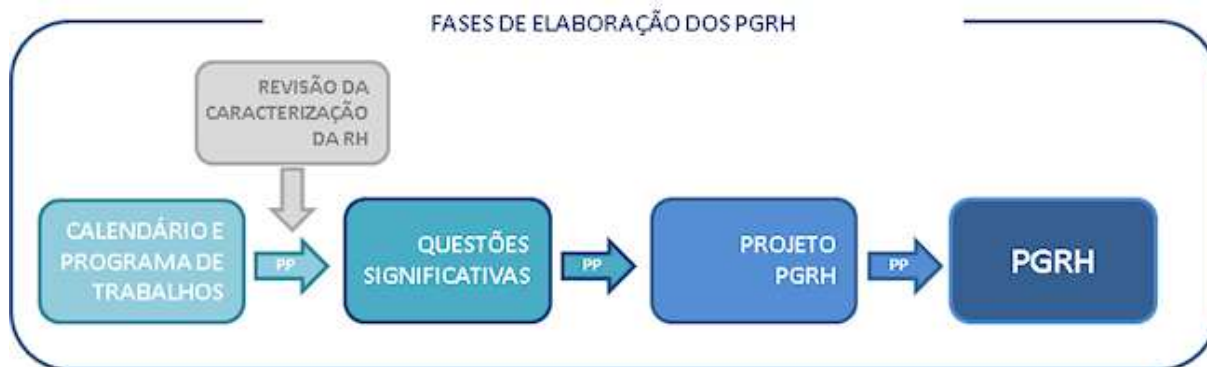 FASES DE ELABORAÇÃO DOS PGRH
REVISÃO DA
CARACTERIZAÇÃO
DA RH
CALENDÁRIO E
PROGRAMA DE
TRABALHOS
PP
QUESTÕES
SIGNIFICATIVAS
PP
PROJETO
PGRH
PP
PGRH